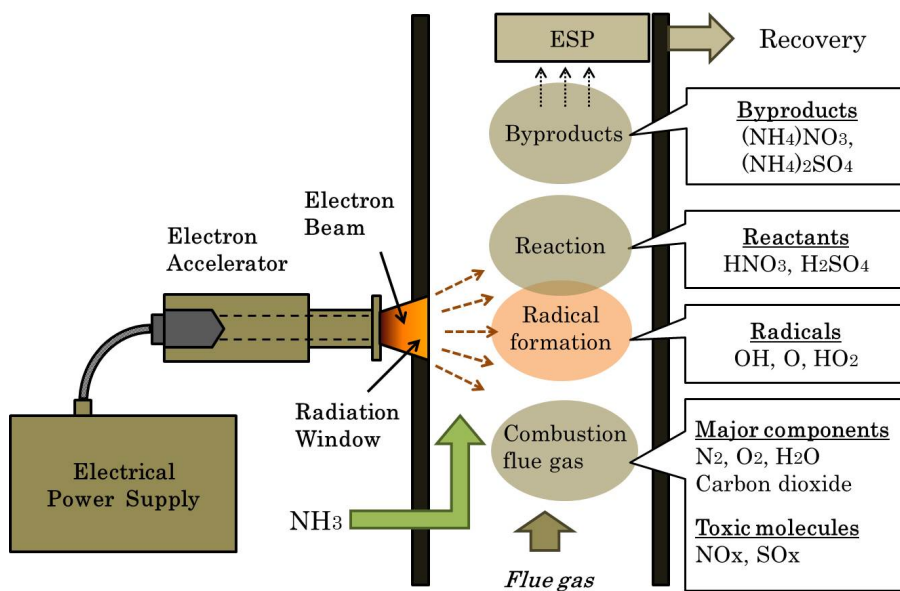 ESP
Recovery
Byproducts
Byproducts
(NH4)NO3,
(NH4)2SO4
Electron
Beam
Electron
Accelerator
Reaction
Reactants
HNO3, H2SO4
Radical
formation
Radicals
OH, O, HO2
Radiation
Window
Combustion
flue gas
Major components
N2, O2, H2O
Carbon dioxide
Toxic molecules
NOx, SOx
Electrical
Power Supply
NH3
Flue gas